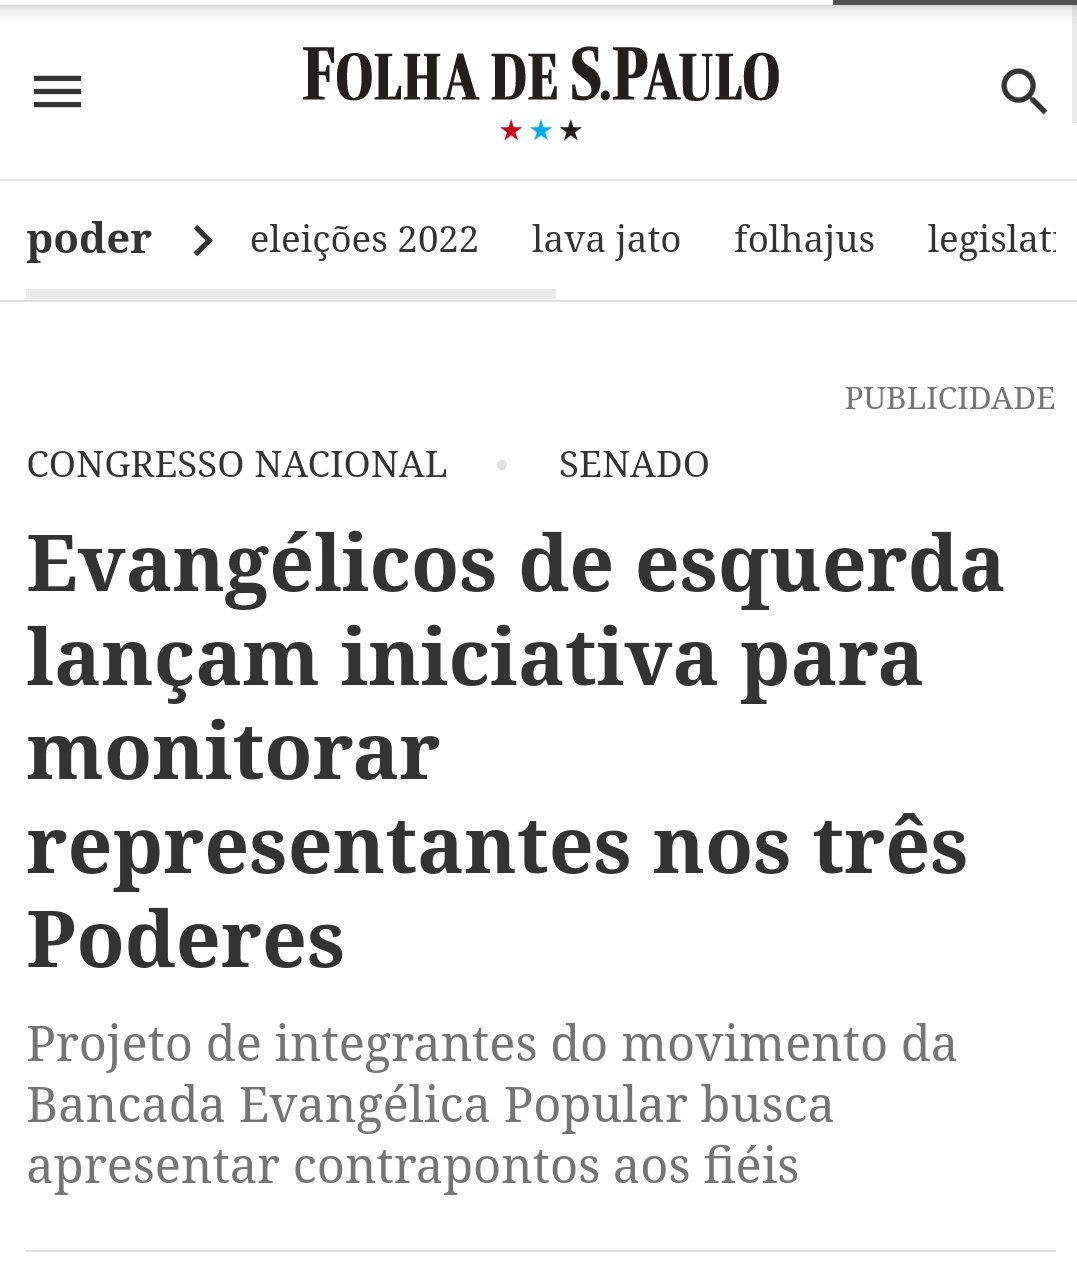 FOLHA DE S.PAULO
poder
eleições 2022
lava jato
folhajus
PUBLICIDADE
CONGRESSO NACIONAL • SENADO
Evangélicos de esquerda
lançam iniciativa para
monitorar
representantes nos três
Poderes
Projeto de integrantes do movimento da
Bancada Evangélica Popular busca
apresentar contrapontos aos fiéis